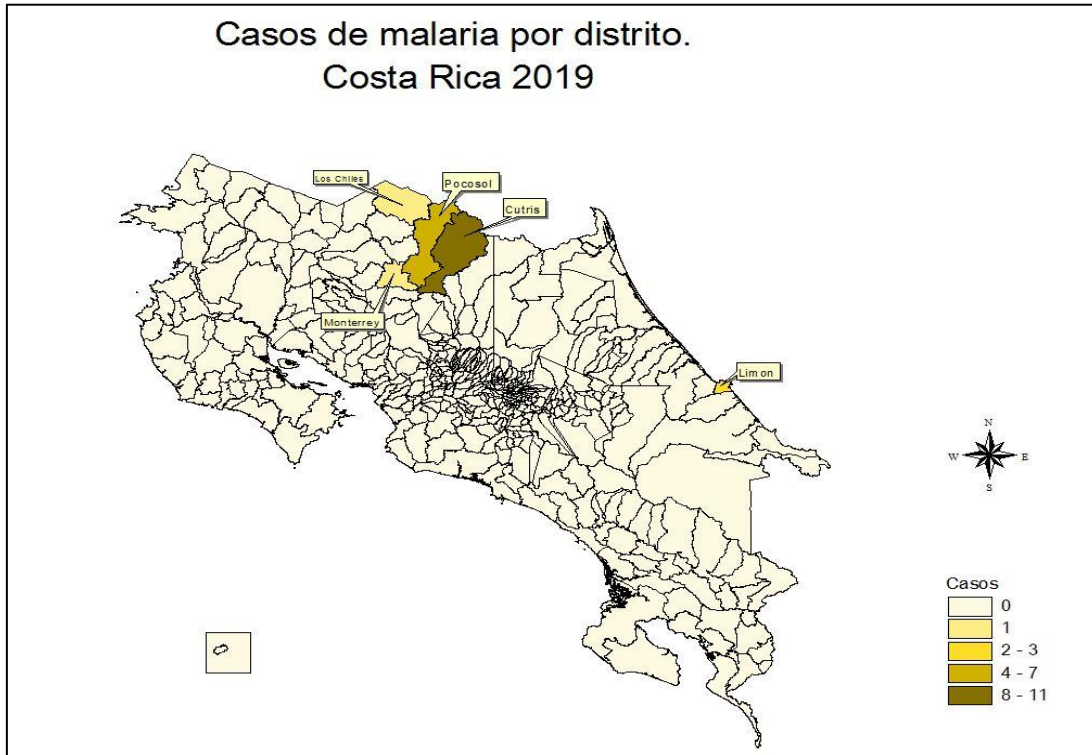 Casos de malaria por distrito.
Costa Rica 2019
Los Chiles
Pocosol
Cutris
Monterrey
Limon
N
W
E
S
Casos
0
1
2 - 3
4 - 7
8 - 11